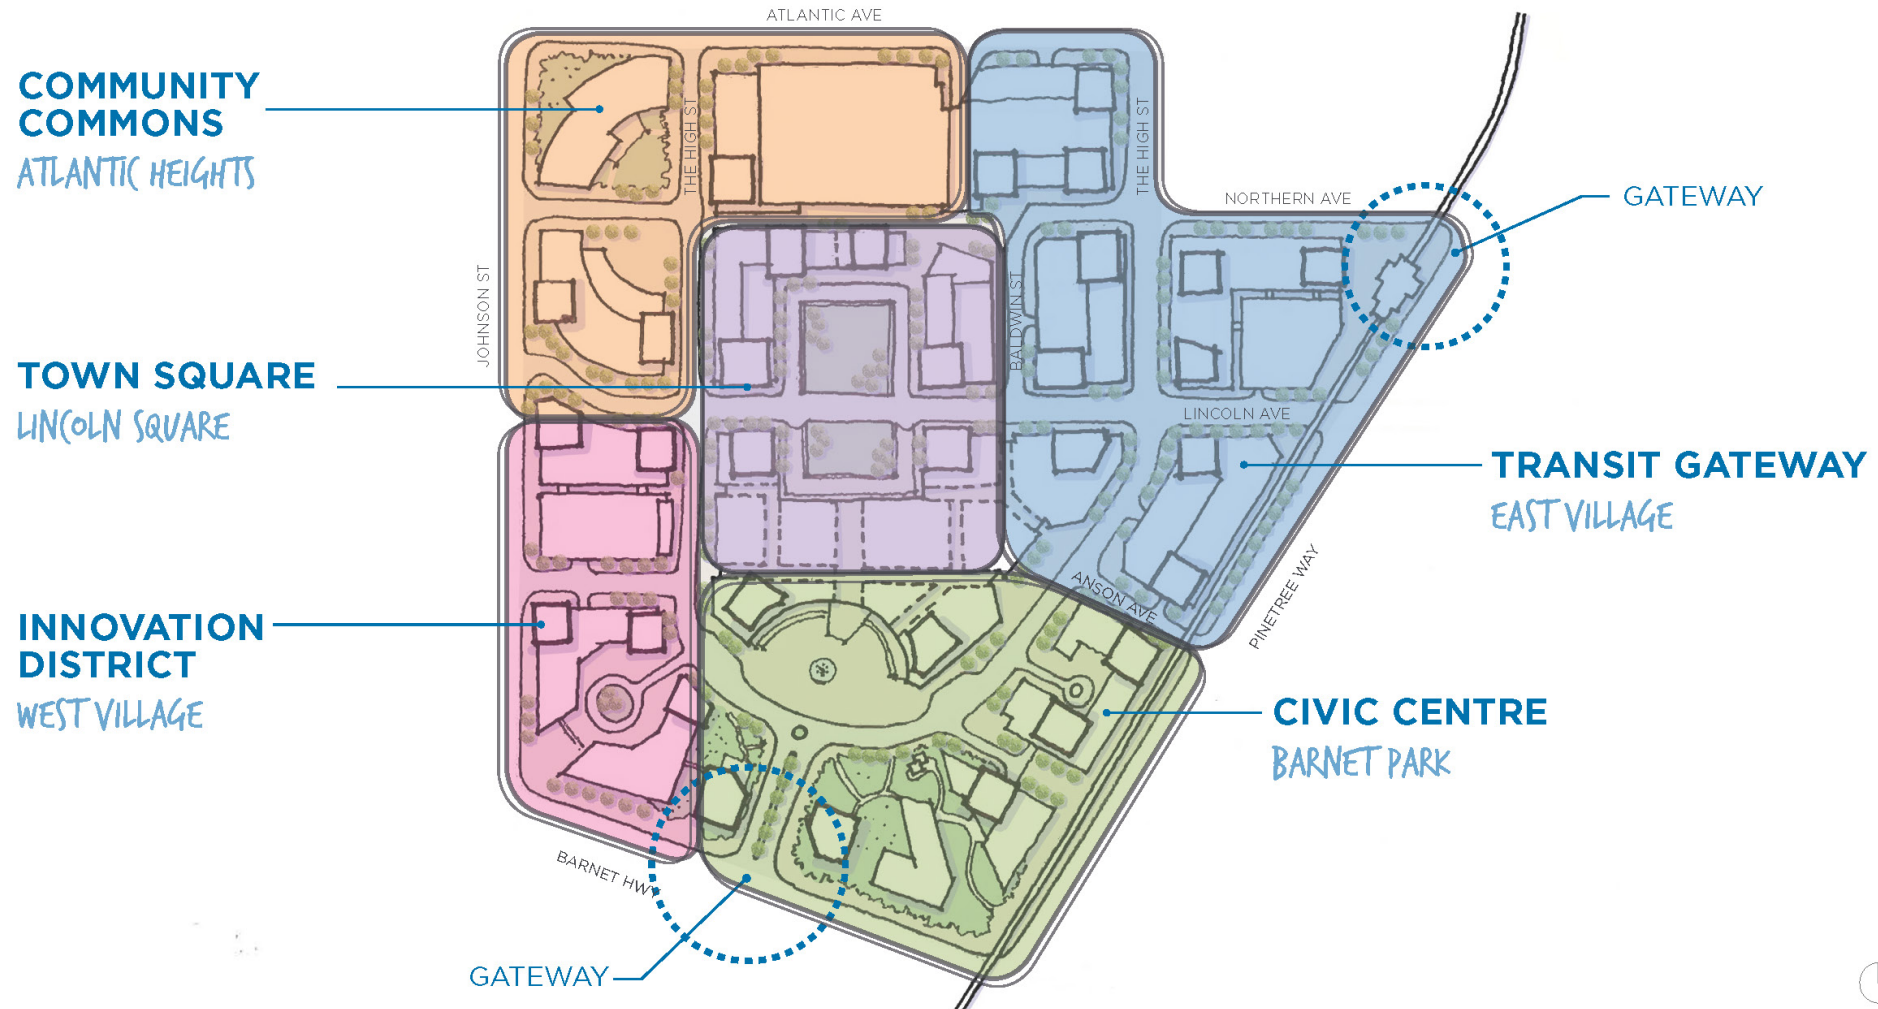 ATLANTIC AVE
COMMUNITY
COMMONS
ATLANTIC HEIGHTS
THE HIGH ST
THE HIGH ST
NORTHERN AVE
GATEWAY
JOHNSON ST
BALDWIN ST
TOWN SQUARE
LINCOLN SQUARE
LINCOLN AVE
TRANSIT GATEWAY
EAST VILLAGE
ANSON AVE
PINETREE WAY
INNOVATION
DISTRICT
WEST VILLAGE
CIVIC CENTRE
BARNET PARK
BARNET HWY
GATEWAY